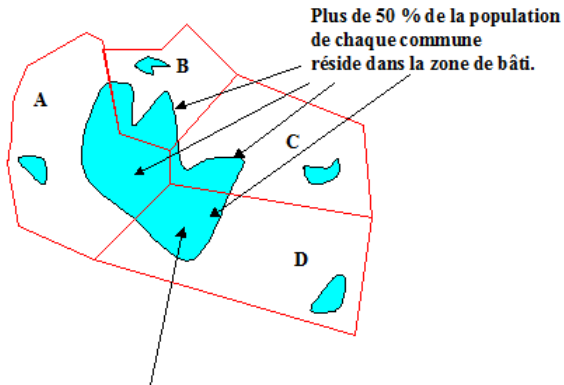 Plus de 50 % de la population
de chaque commune
réside dans la zone de bâti.
B
A
C
D